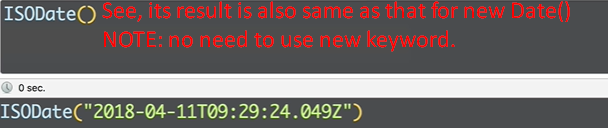 ISODate() See, its result is also same as that for new Date()
NOTE: no need to use new keyword.
0 sec.
ISODate("2018-04-11T09:29:24.049Z")